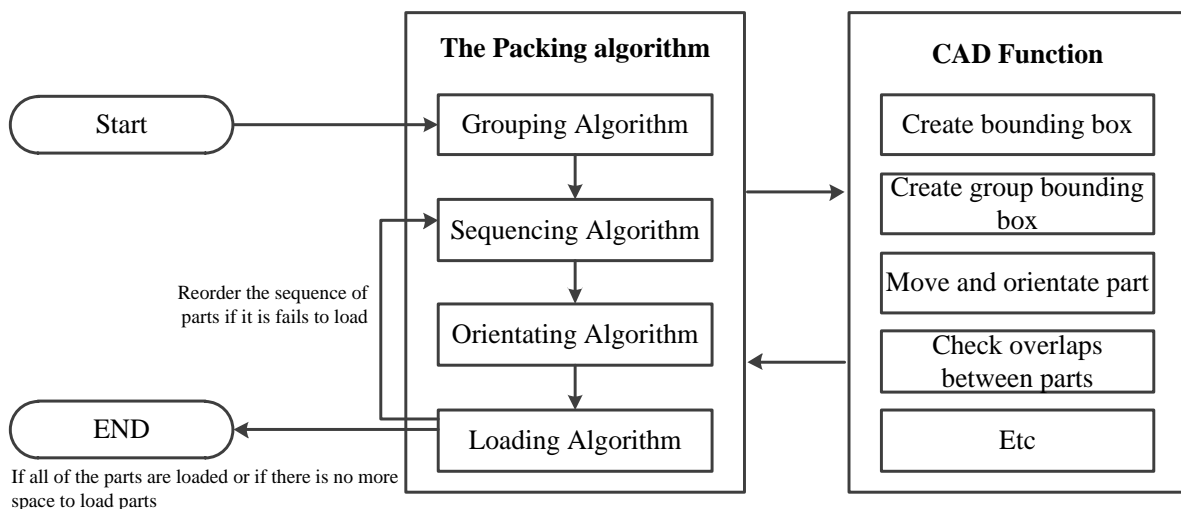 The Packing algorithm
CAD Function
Start
Grouping Algorithm
Create bounding box
Create group bounding
box
Sequencing Algorithm
Move and orientate part
Reorder the sequence of
parts if it is fails to load
Orientating Algorithm
Check overlaps
between parts
END
Loading Algorithm
Etc
If all of the parts are loaded or if there is no more
space to load parts